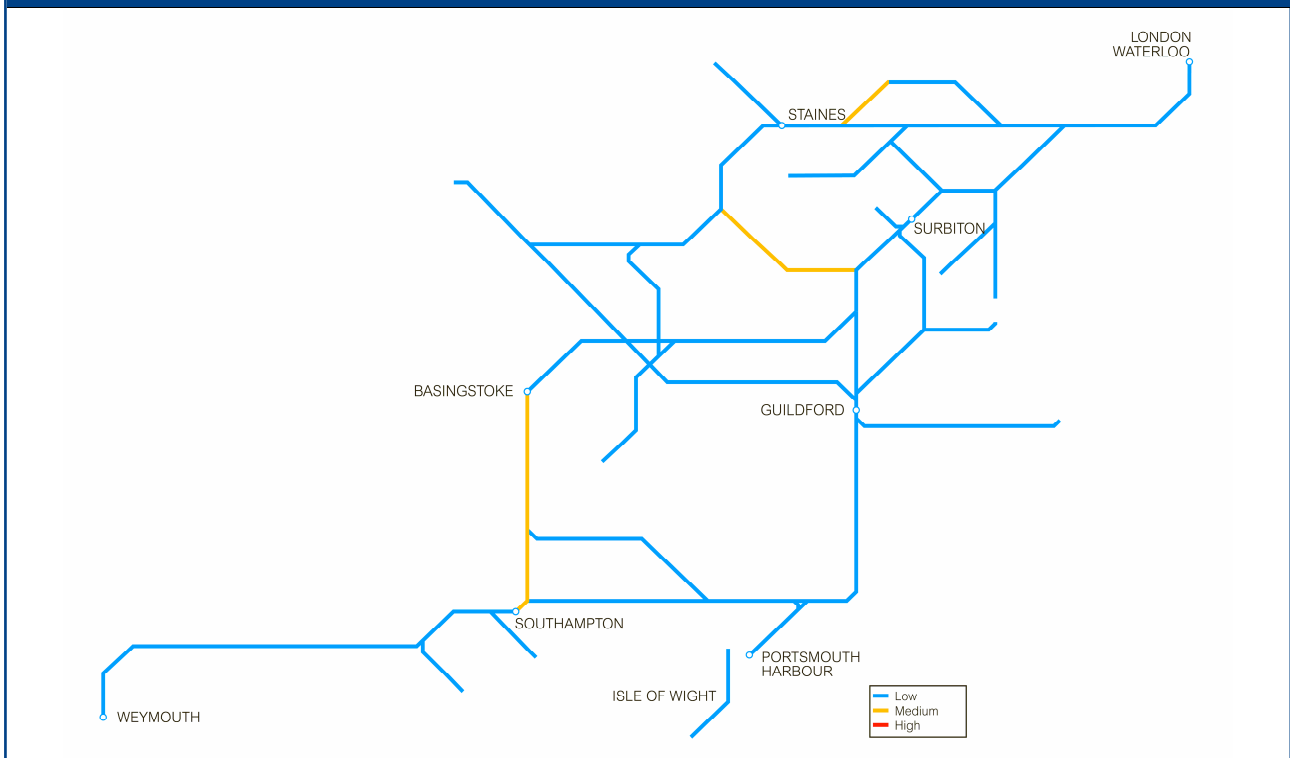 LONDON
WATERLOO
STAINES
SURBITON
BASINGSTOKE
GUILDFORD
SOUTHAMPTON
PORTSMOUTH
HARBOUR
ISLE OF WIGHT
WEYMOUTH
Low
Medium
High